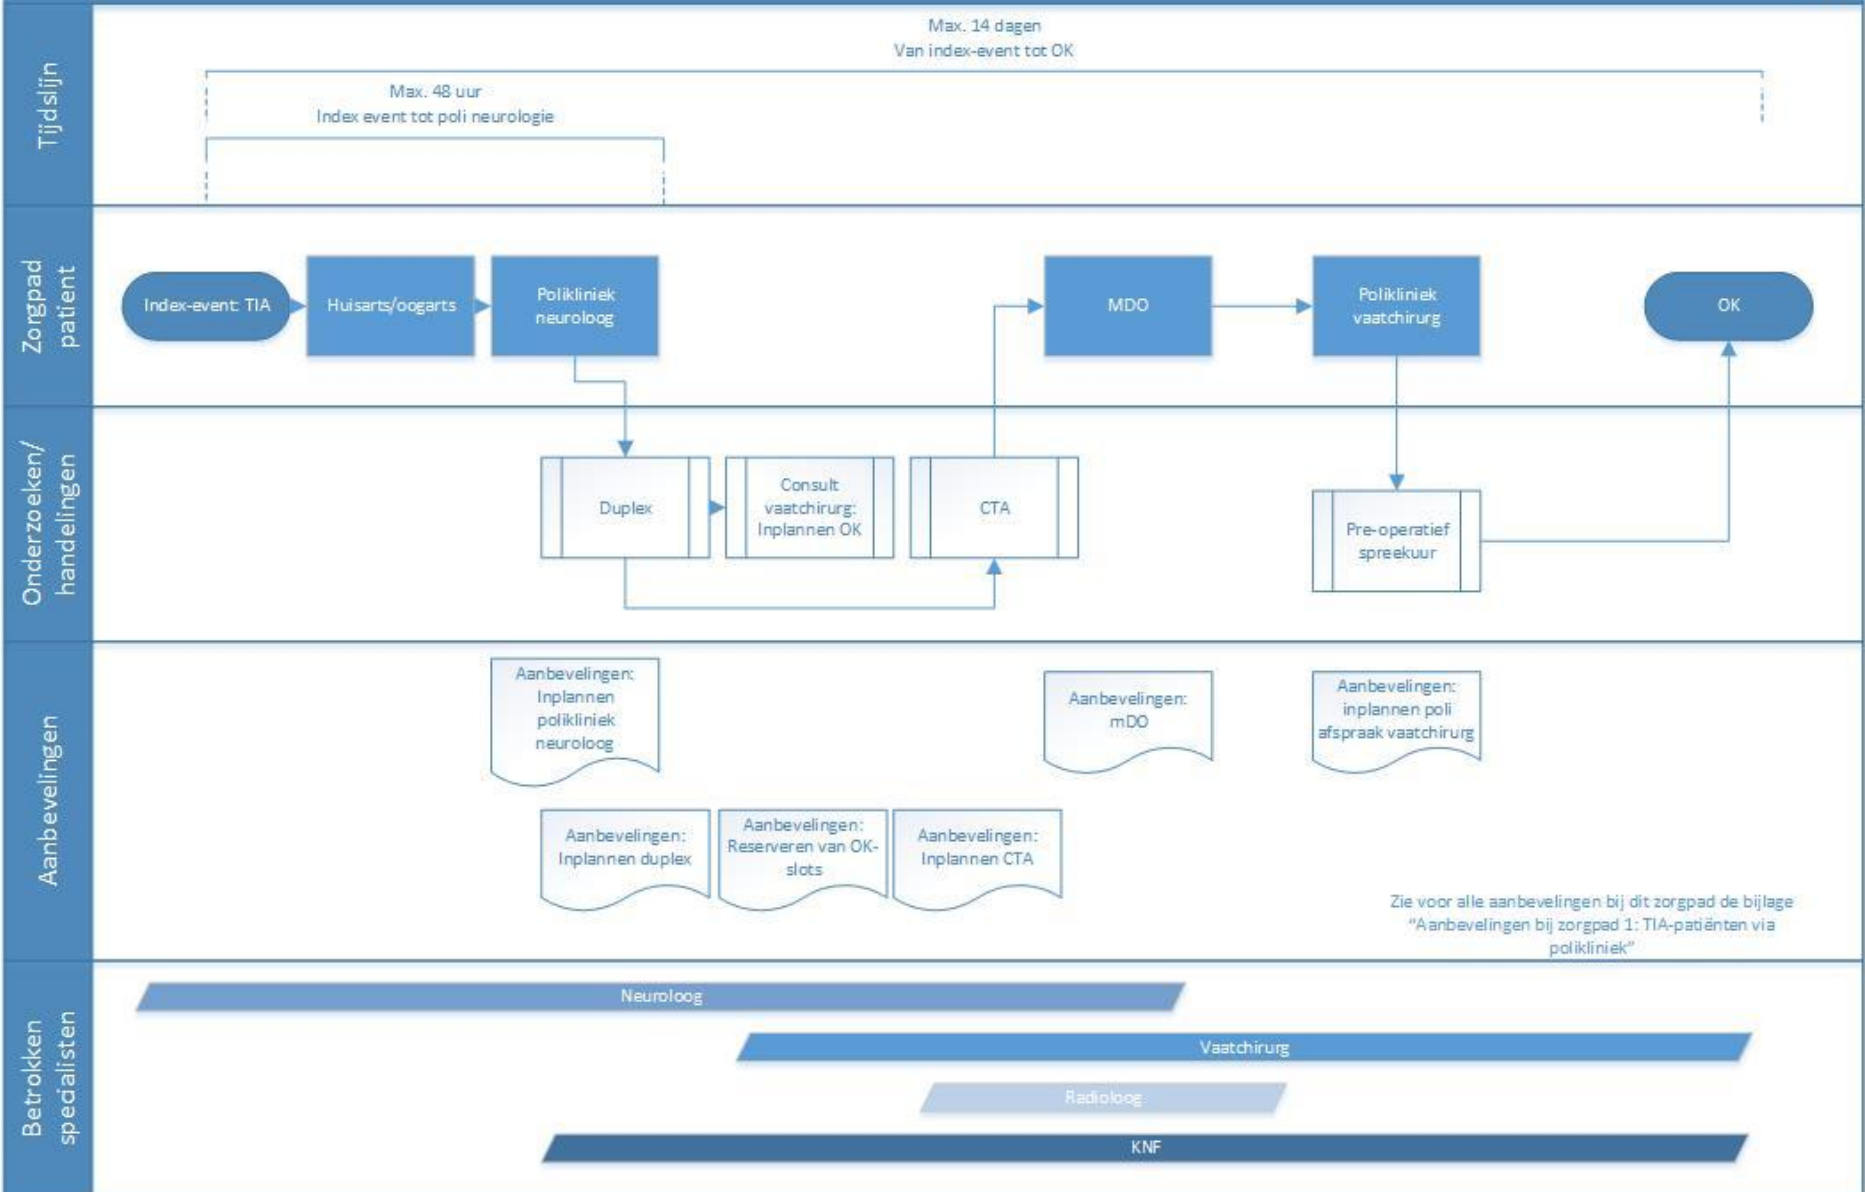 Tijdslijn
Max. 14 dagen
Van index-event tot OK
Max. 48 uur
Index event tot poli neurologie
Zorgpad
patient
Index-event: TIA
Huisarts/oogarts
Polikliniek
neuroloog
MDO
Polikliniek
vaatchirurg
OK
Onderzoeken/
handelingen
Duplex
Consult
vaatchirurg:
Inplannen OK
CTA
Pre-operatief
spreekuur
Aanbevelingen
Aanbevelingen:
Inplannen
polikliniek
neuroloog
Aanbevelingen:
mDO
Aanbevelingen:
inplannen poli
afspraak vaatchirurg
Aanbevelingen:
Inplannen duplex
Aanbevelingen:
Reserveren van OK-
slots
Aanbevelingen:
Inplannen CTA
Zie voor alle aanbevelingen bij dit zorgpad de bijlage
"Aanbevelingen bij zorgpad 1: TIA-patiënten via
polikliniek"
Betrokken
specialisten
Neuroloog
Vaatchirurg
Radioloog
KNF